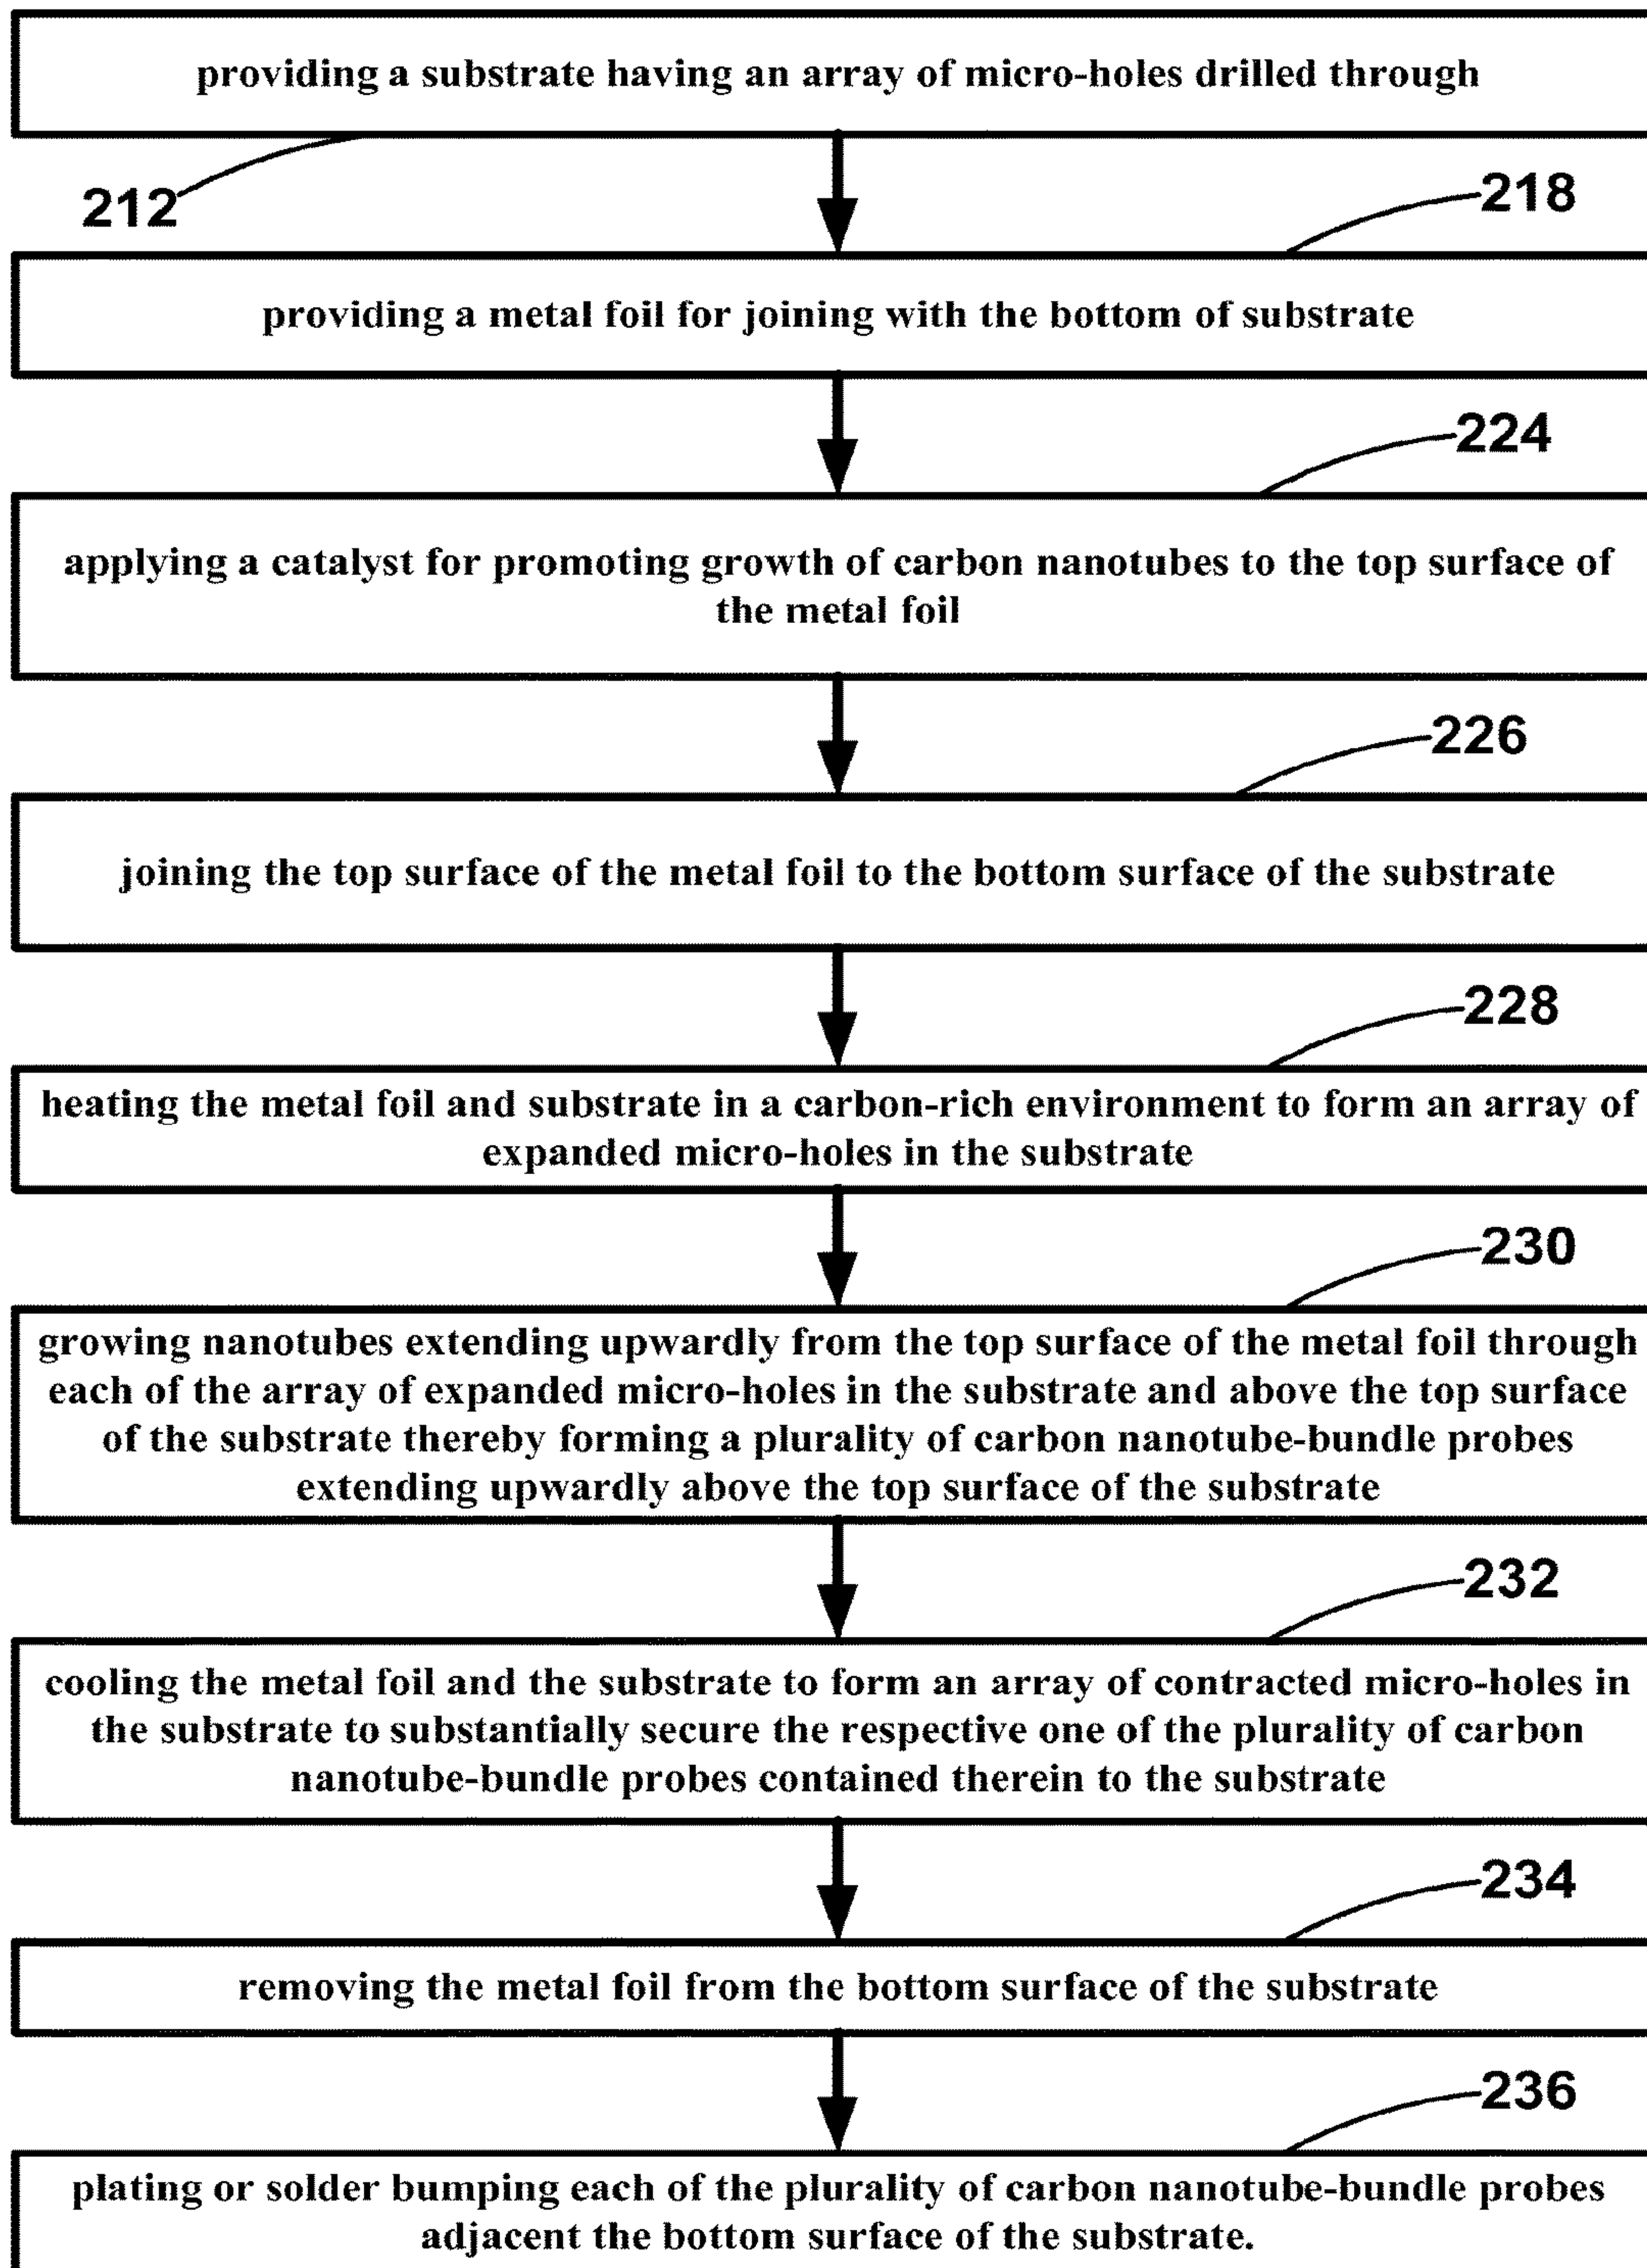 providing a substrate having an array of micro-holes drilled through
212
218
providing a metal foil for joining with the bottom of substrate
224
applying a catalyst for promoting growth of carbon nanotubes to the top surface of
the metal foil
226
joining the top surface of the metal foil to the bottom surface of the substrate
228
heating the metal foil and substrate in a carbon-rich environment to form an array of
expanded micro-holes in the substrate
230
growing nanotubes extending upwardly from the top surface of the metal foil through
each of the array of expanded micro-holes in the substrate and above the top surface
of the substrate thereby forming a plurality of carbon nanotube-bundle probes
extending upwardly above the top surface of the substrate
232
cooling the metal foil and the substrate to form an array of contracted micro-holes in
the substrate to substantially secure the respective one of the plurality of carbon
nanotube-bundle probes contained therein to the substrate
234
removing the metal foil from the bottom surface of the substrate
236
plating or solder bumping each of the plurality of carbon nanotube-bundle probes
adjacent the bottom surface of the substrate.